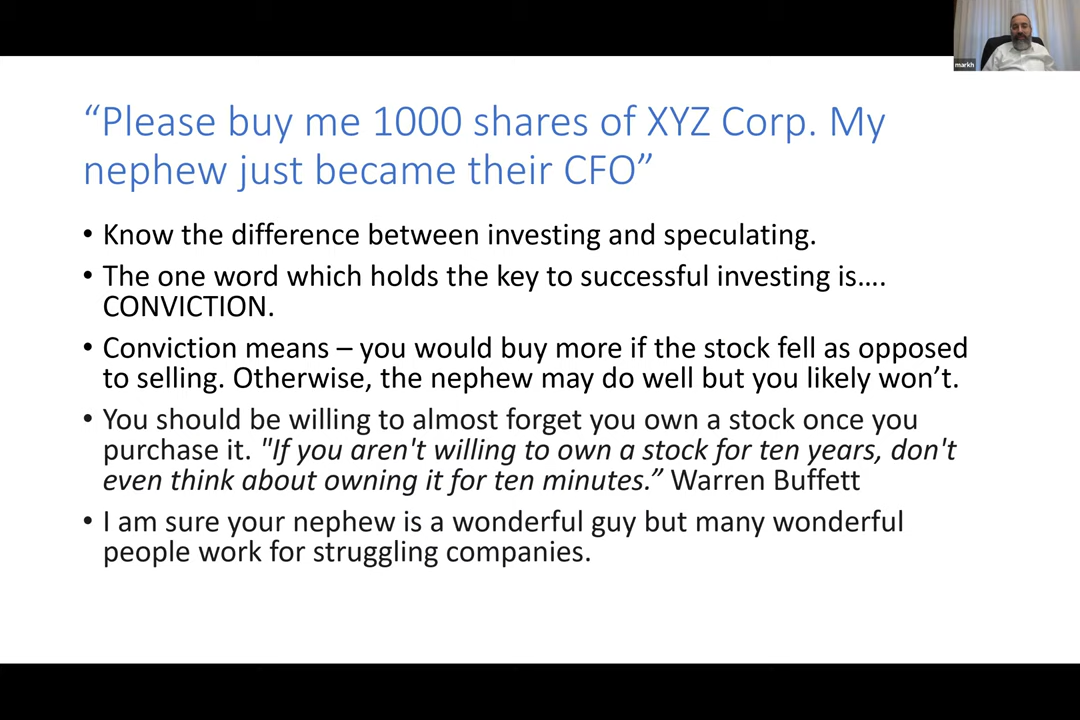 markh
“Please buy me 1000 shares of XYZ Corp. My
nephew just became their CFO”
• Know the difference between investing and speculating.
• The one word which holds the key to successful investing is….
CONVICTION.
• Conviction means – you would buy more if the stock fell as opposed
to selling. Otherwise, the nephew may do well but you likely won’t.
• You should be willing to almost forget you own a stock once you
purchase it. "If you aren't willing to own a stock for ten years, don't
even think about owning it for ten minutes.” Warren Buffett
• I am sure your nephew is a wonderful guy but many wonderful
people work for struggling companies.